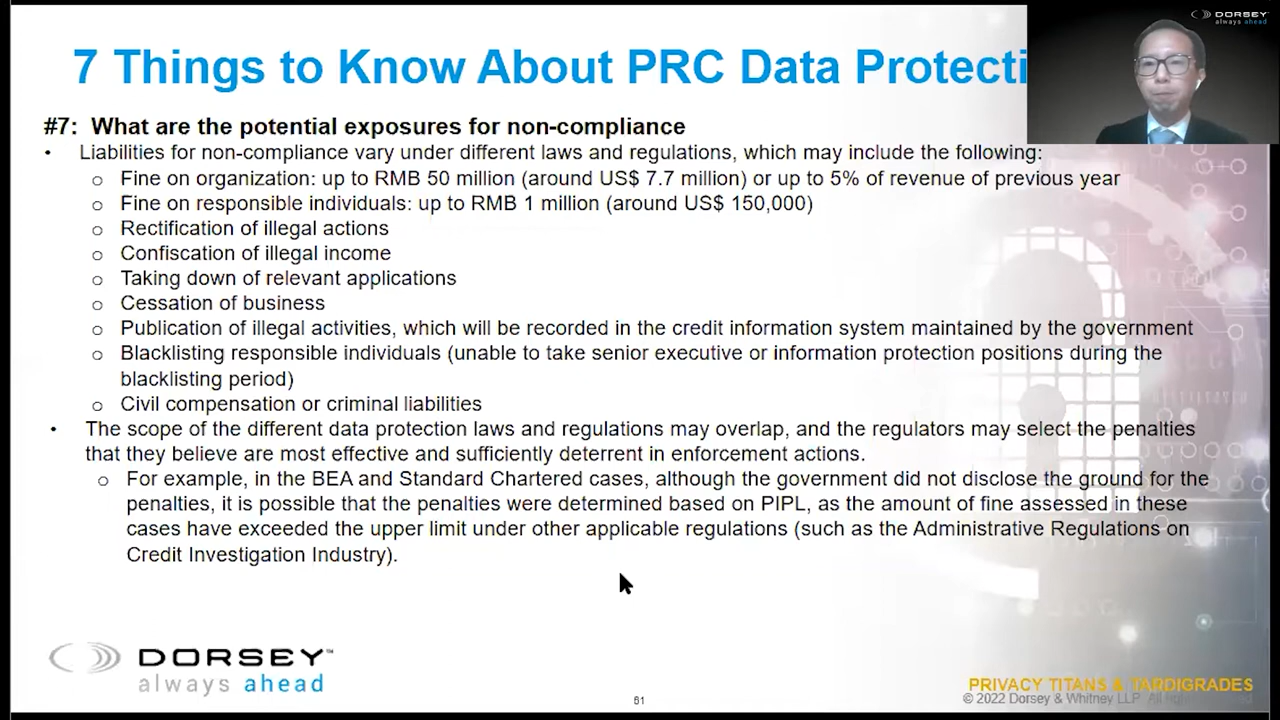 DORSEY
always ahead
7 Things to Know About PRC Data Protecti
#7: What are the potential exposures for non-compliance
• Liabilities for non-compliance vary under different laws and regulations, which may include the following:
o Fine on organization: up to RMB 50 million (around US$ 7.7 million) or up to 5% of revenue of previous year
o Fine on responsible individuals: up to RMB 1 million (around US$ 150,000)
o Rectification of illegal actions
o Confiscation of illegal income
o Taking down of relevant applications
o Cessation of business
o Publication of illegal activities, which will be recorded in the credit information system maintained by the government
o Blacklisting responsible individuals (unable to take senior executive or information protection positions during the
blacklisting period)
o Civil compensation or criminal liabilities
• The scope of the different data protection laws and regulations may overlap, and the regulators may select the penalties
that they believe are most effective and sufficiently deterrent in enforcement actions.
o For example, in the BEA and Standard Chartered cases, although the government did not disclose the ground for the
penalties, it is possible that the penalties were determined based on PIPL, as the amount of fine assessed in these
cases have exceeded the upper limit under other applicable regulations (such as the Administrative Regulations on
Credit Investigation Industry).
DORSEY™
always ahead
61
PRIVACY TITANS & TARDIGRADES
© 2022 Dorsey & Whitney LLP. All rights reserved